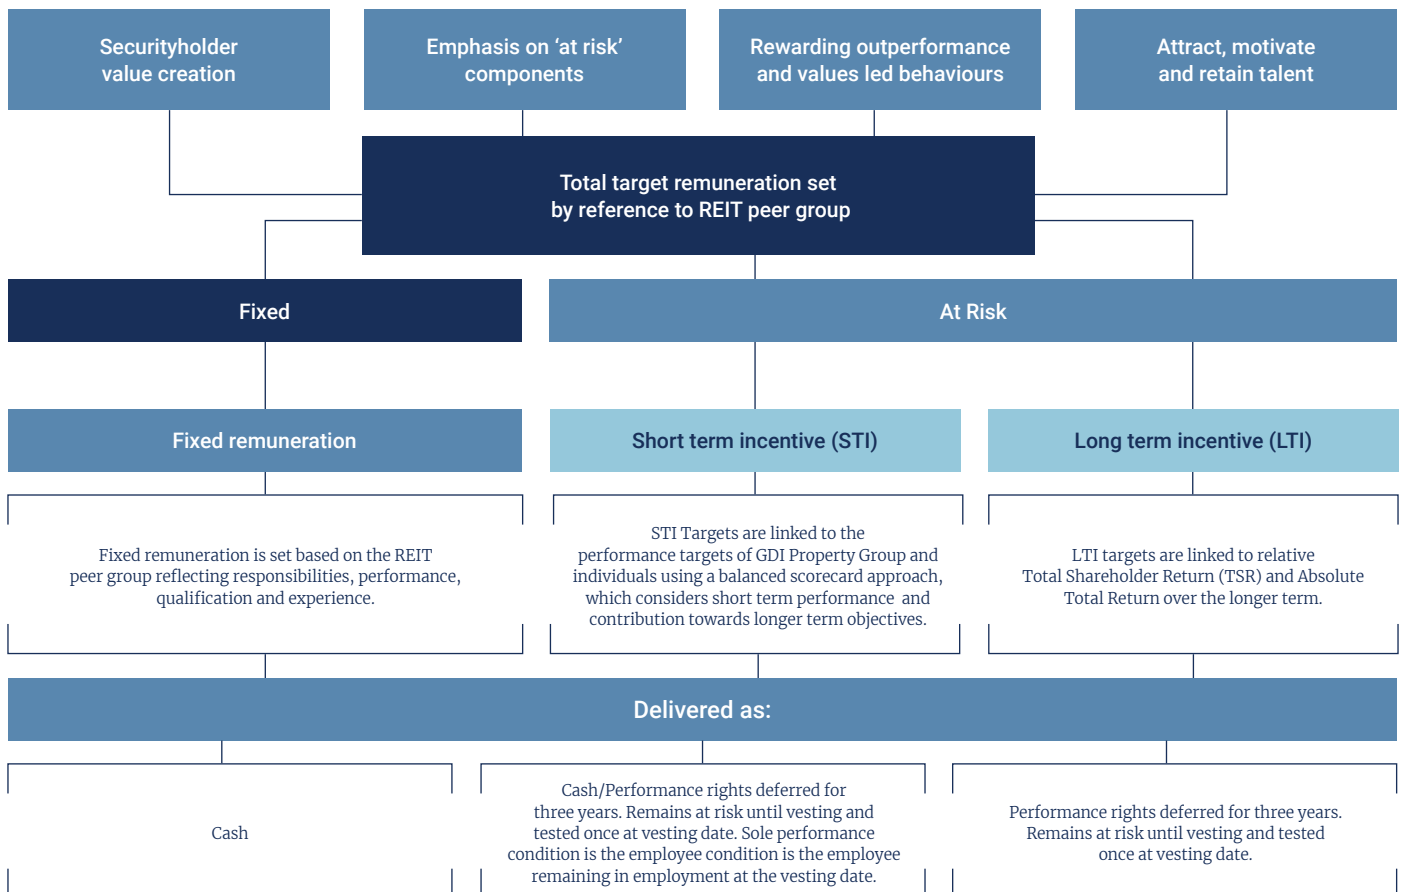 Securityholder
value creation
Emphasis on ‘at risk’
components
Rewarding outperformance
and values led behaviours
Attract, motivate
and retain talent
Total target remuneration set
by reference to REIT peer group
Fixed
At Risk
Fixed remuneration
Short term incentive (STI)
Long term incentive (LTI)
Fixed remuneration is set based on the REIT
peer group reflecting responsibilities, performance,
qualification and experience.
STI Targets are linked to the
performance targets of GDI Property Group and
individuals using a balanced scorecard approach,
which considers short term performance and
contribution towards longer term objectives.
LTI targets are linked to relative
Total Shareholder Return (TSR) and Absolute
Total Return over the longer term.
Delivered as:
Cash
Cash/Performance rights deferred for
three years. Remains at risk until vesting and
tested once at vesting date. Sole performance
condition is the employee condition is the employee
remaining in employment at the vesting date.
Performance rights deferred for three years.
Remains at risk until vesting and tested
once at vesting date.